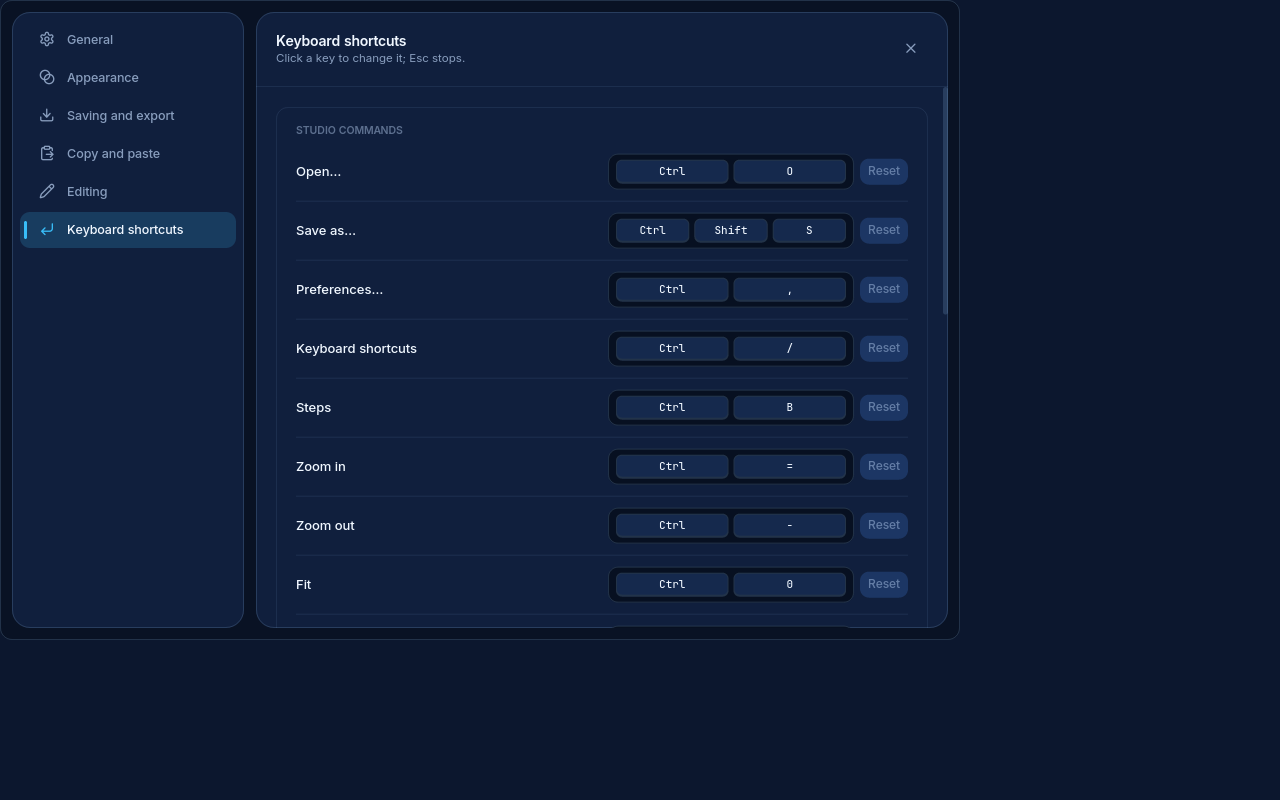 General
Appearance
Saving and export
Copy and paste
Editing
Keyboard shortcuts
Keyboard shortcuts
Click a key to change it; Esc stops.
STUDIO COMMANDS
Open... Ctrl O Reset
Save as... Ctrl Shift S Reset
Preferences... Ctrl , Reset
Keyboard shortcuts Ctrl / Reset
Steps Ctrl B Reset
Zoom in Ctrl = Reset
Zoom out Ctrl - Reset
Fit Ctrl 0 Reset